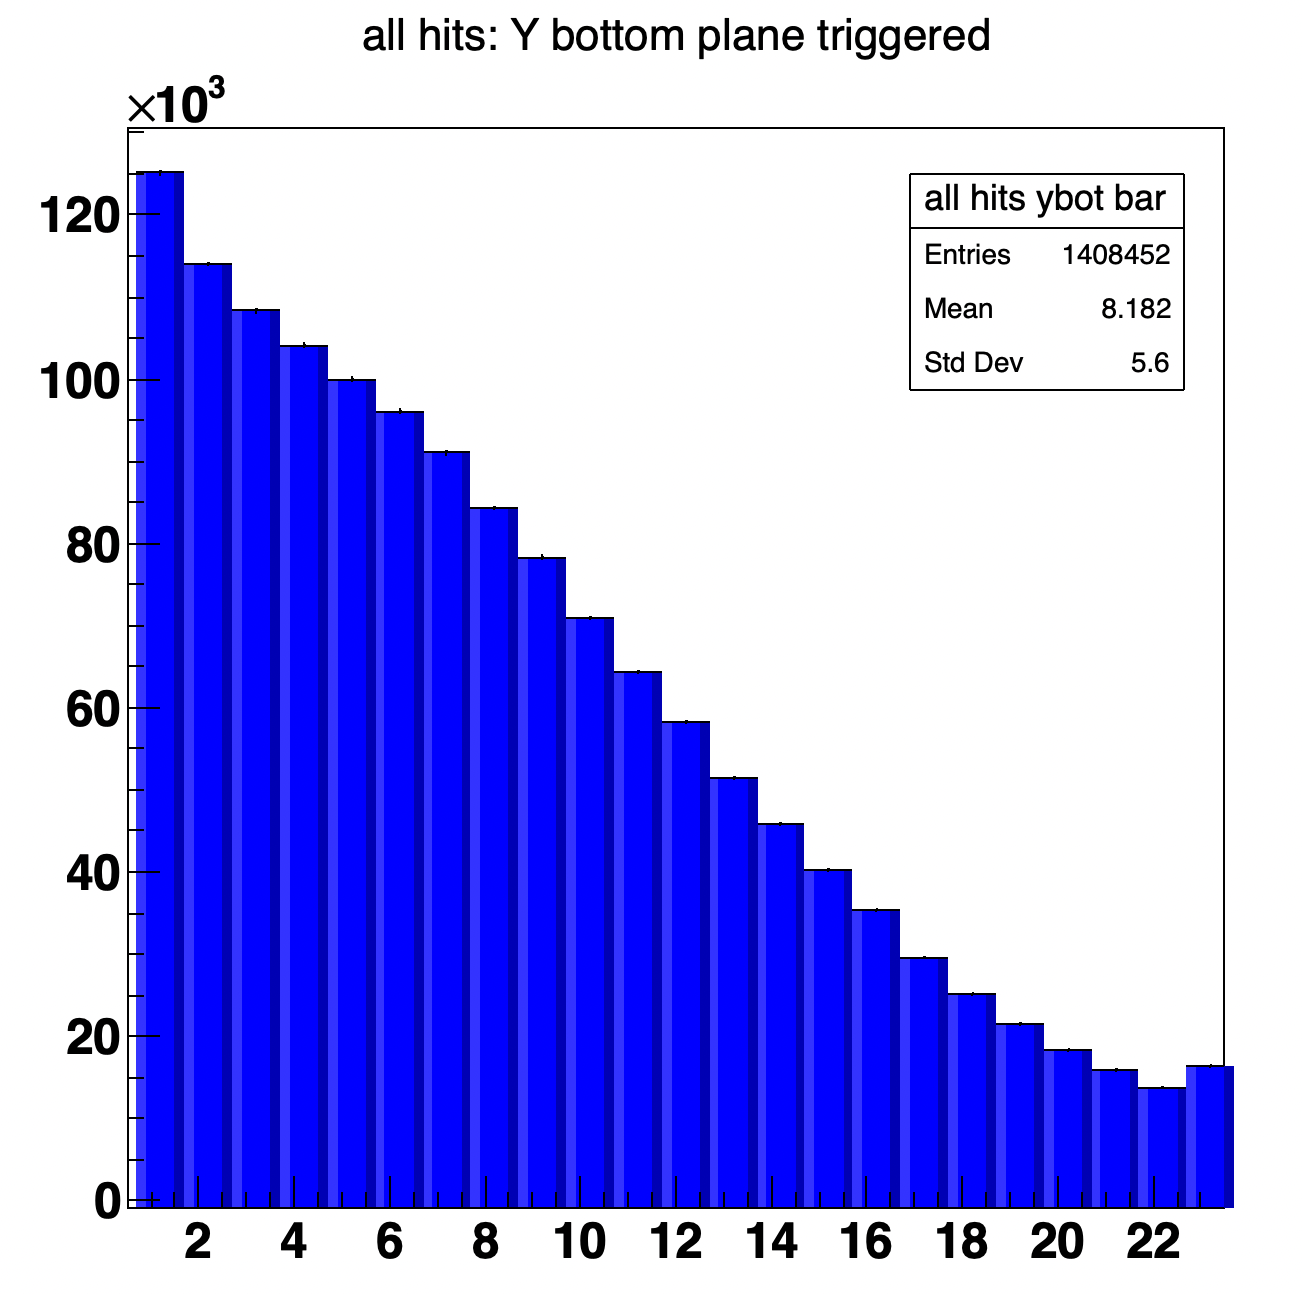 all hits: Y bottom plane triggered
×10³
all hits ybot bar
Entries 1408452
Mean 8.182
Std Dev 5.6
120
100
80
60
40
20
0
2 4 6 8 10 12 14 16 18 20 22